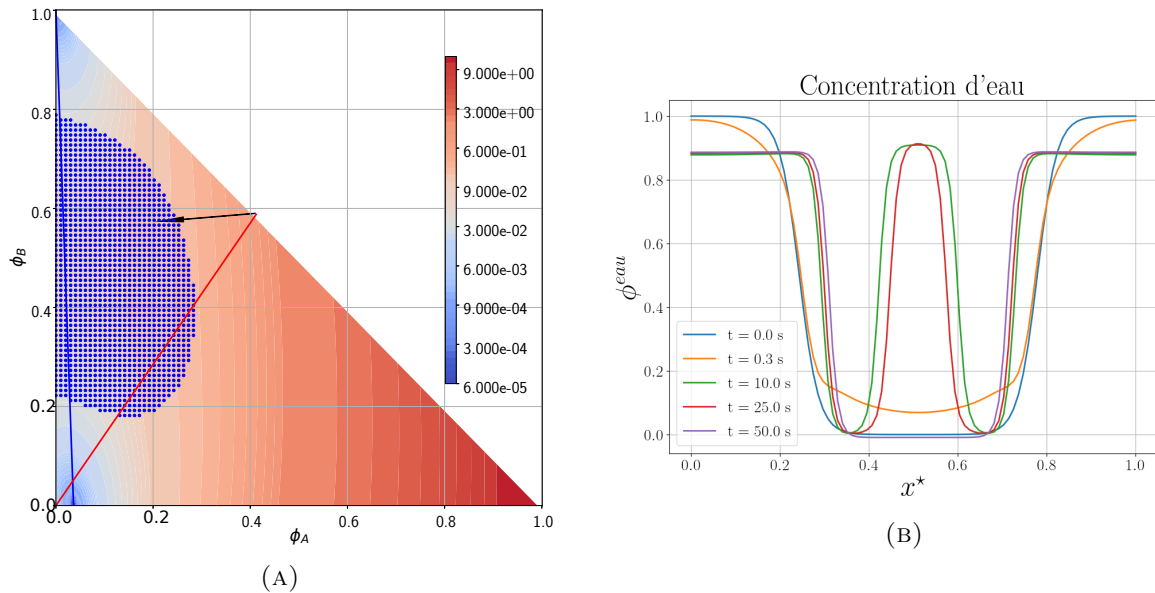 1.0
0.8
0.6
0.4
0.2
0.0
ϕ_B
0.0
0.2
0.4
0.6
0.8
1.0
ϕ_A
9.000e+00
3.000e+00
6.000e-01
9.000e-02
3.000e-02
6.000e-03
9.000e-04
3.000e-04
6.000e-05
(A)
Concentration d'eau
1.0
0.8
0.6
0.4
0.2
0.0
ϕ^{eau}
t = 0.0 s
t = 0.3 s
t = 10.0 s
t = 25.0 s
t = 50.0 s
0.0
0.2
0.4
0.6
0.8
1.0
x⋆
(B)